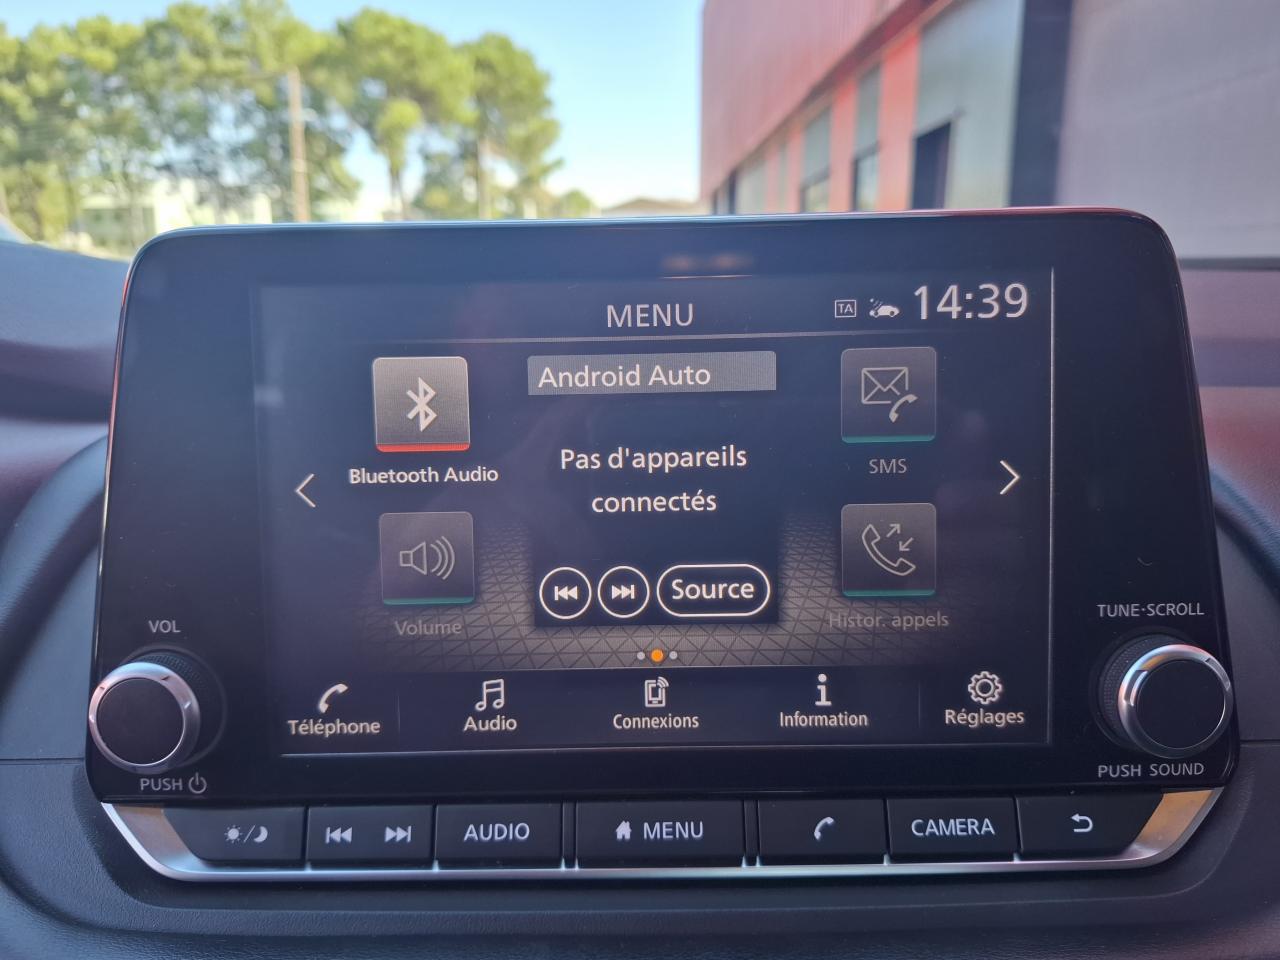 MENU
TA
14:39
Android Auto
Bluetooth Audio
Pas d'appareils
connectés
SMS
Volume
Source
Histor. appels
Téléphone
Audio
Connexions
Information
Réglages
VOL
PUSH
TUNE·SCROLL
PUSH SOUND
AUDIO
MENU
CAMERA